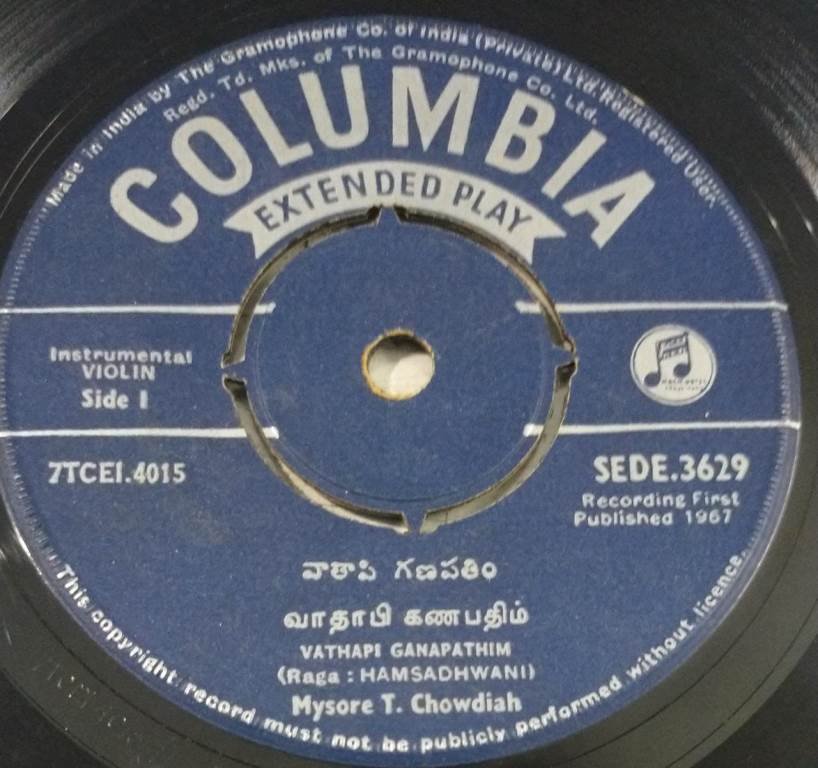 Made in India by The Gramophone Co. of India (Private) Ltd. Registered User.
Regd. Td. Mks. of The Gramophone Co. Ltd.
COLUMBIA
EXTENDED PLAY
Instrumental
VIOLIN
Side 1
7TCEI.4015
SEDE.3629
Recording First
Published 1967
వాతాపి గణపతిం
வாதாபி கணபதிம்
VATHAPI GANAPATHIM
(Raga : HAMSADHWANI)
Mysore T. Chowdiah
This copyright record must not be publicly performed without licence.